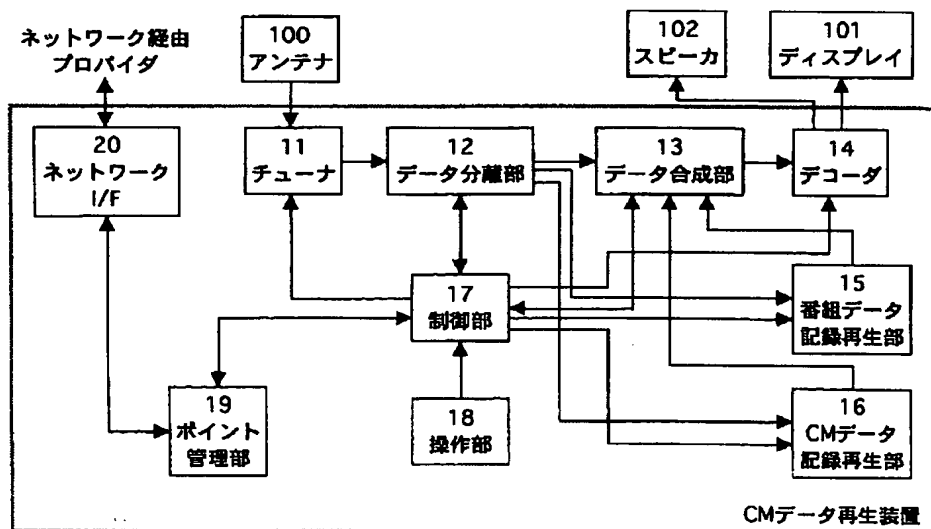 ネットワーク経由
プロバイダ
100
アンテナ
102
スピーカ
101
ディスプレイ
20
ネットワーク
I/F
11
チューナ
12
データ分離部
13
データ合成部
14
デコーダ
17
制御部
15
番組データ
記録再生部
19
ポイント
管理部
18
操作部
16
CMデータ
記録再生部
CMデータ再生装置